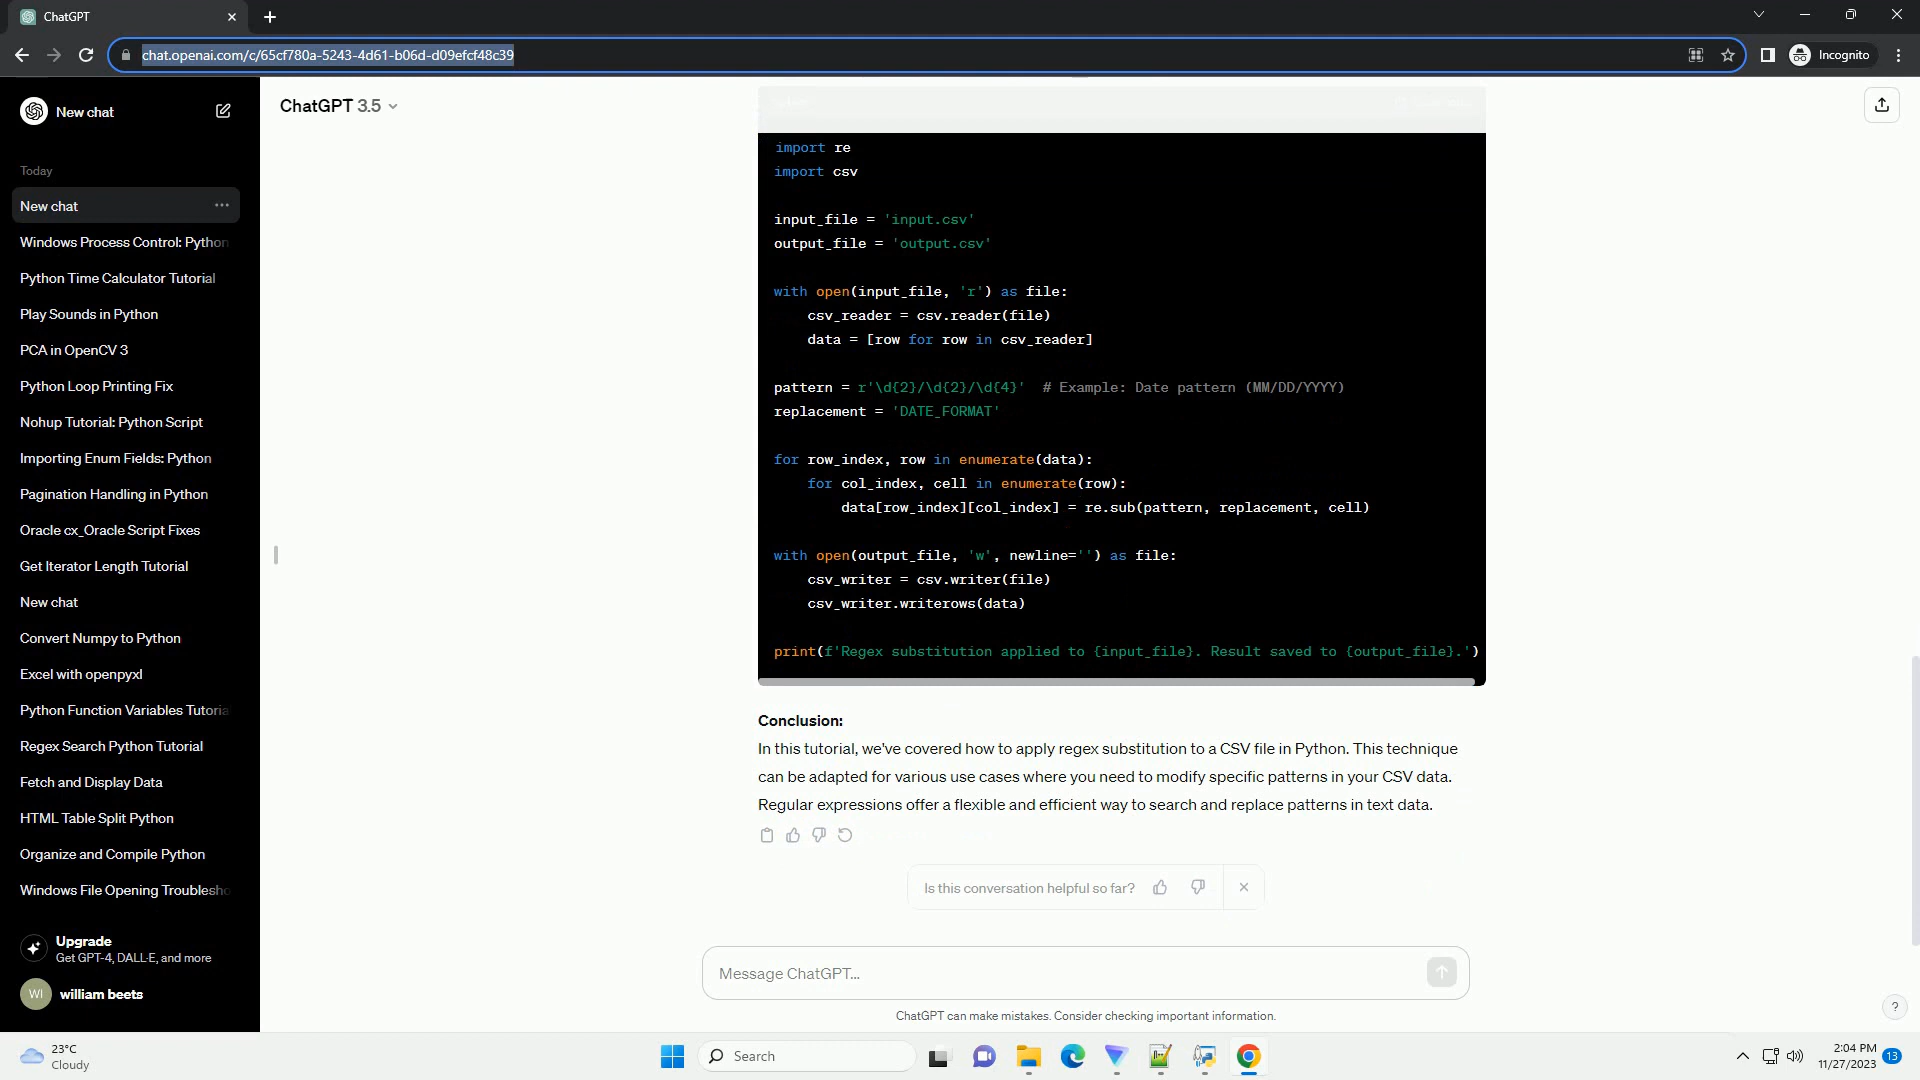 ChatGPT
chat.openai.com/c/65cf780a-5243-4d61-b06d-d09efcf48c39
Incognito
New chat
Today
New chat
Windows Process Control: Python
Python Time Calculator Tutorial
Play Sounds in Python
PCA in OpenCV 3
Python Loop Printing Fix
Nohup Tutorial: Python Script
Importing Enum Fields: Python
Pagination Handling in Python
Oracle cx_Oracle Script Fixes
Get Iterator Length Tutorial
New chat
Convert Numpy to Python
Excel with openpyxl
Python Function Variables Tutoria
Regex Search Python Tutorial
Fetch and Display Data
HTML Table Split Python
Organize and Compile Python
Windows File Opening Troublesho
Upgrade
Get GPT-4, DALL·E, and more
WI
william beets
ChatGPT 3.5
import re
import csv
input_file = 'input.csv'
output_file = 'output.csv'
with open(input_file, 'r') as file:
csv_reader = csv.reader(file)
data = [row for row in csv_reader]
pattern = r'\d{2}/\d{2}/\d{4}' # Example: Date pattern (MM/DD/YYYY)
replacement = 'DATE_FORMAT'
for row_index, row in enumerate(data):
for col_index, cell in enumerate(row):
data[row_index][col_index] = re.sub(pattern, replacement, cell)
with open(output_file, 'w', newline='') as file:
csv_writer = csv.writer(file)
csv_writer.writerows(data)
print(f'Regex substitution applied to {input_file}. Result saved to {output_file}.')
Conclusion:
In this tutorial, we've covered how to apply regex substitution to a CSV file in Python. This technique
can be adapted for various use cases where you need to modify specific patterns in your CSV data.
Regular expressions offer a flexible and efficient way to search and replace patterns in text data.
Is this conversation helpful so far?
Message ChatGPT...
ChatGPT can make mistakes. Consider checking important information.
?
23°C
Cloudy
Search
2:04 PM
11/27/2023
13